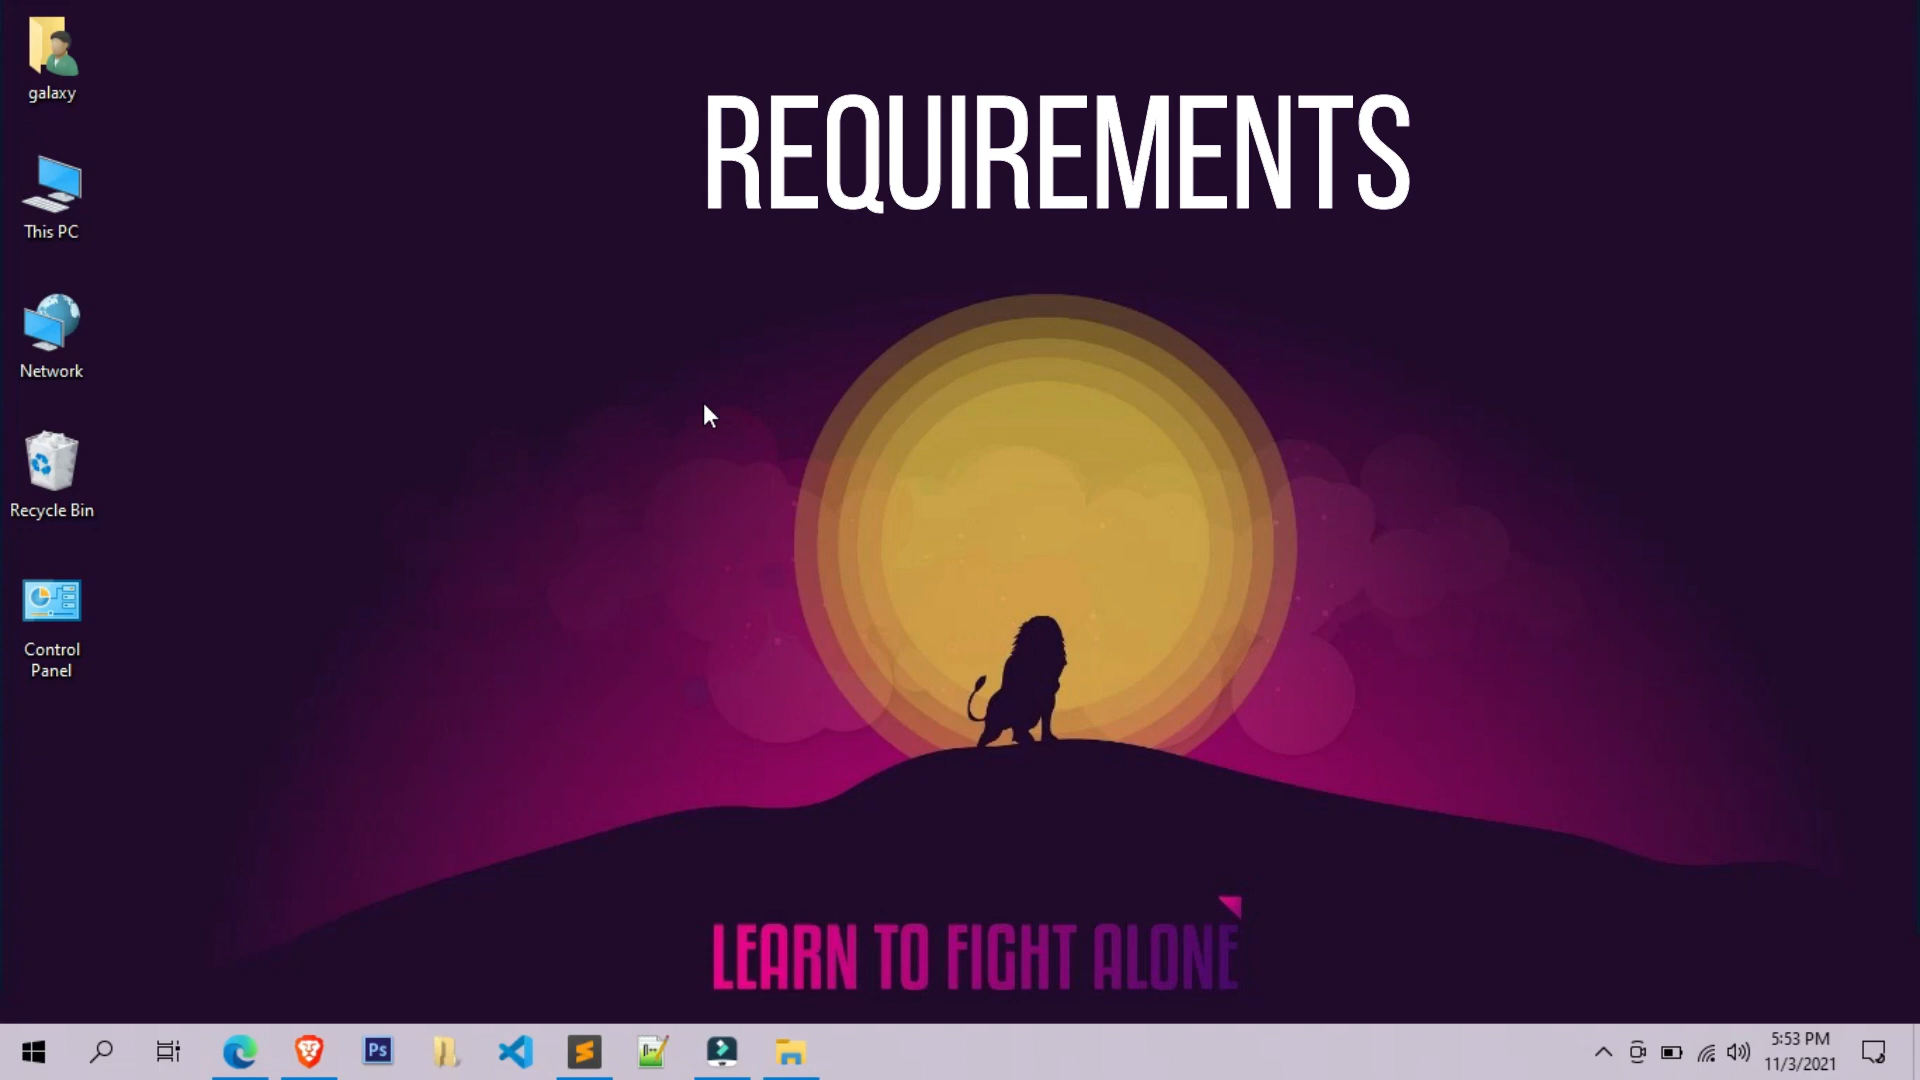 galaxy
REQUIREMENTS
This PC
Network
Recycle Bin
Control
Panel
LEARN TO FIGHT ALONE
Ps
5:53 PM
11/3/2021